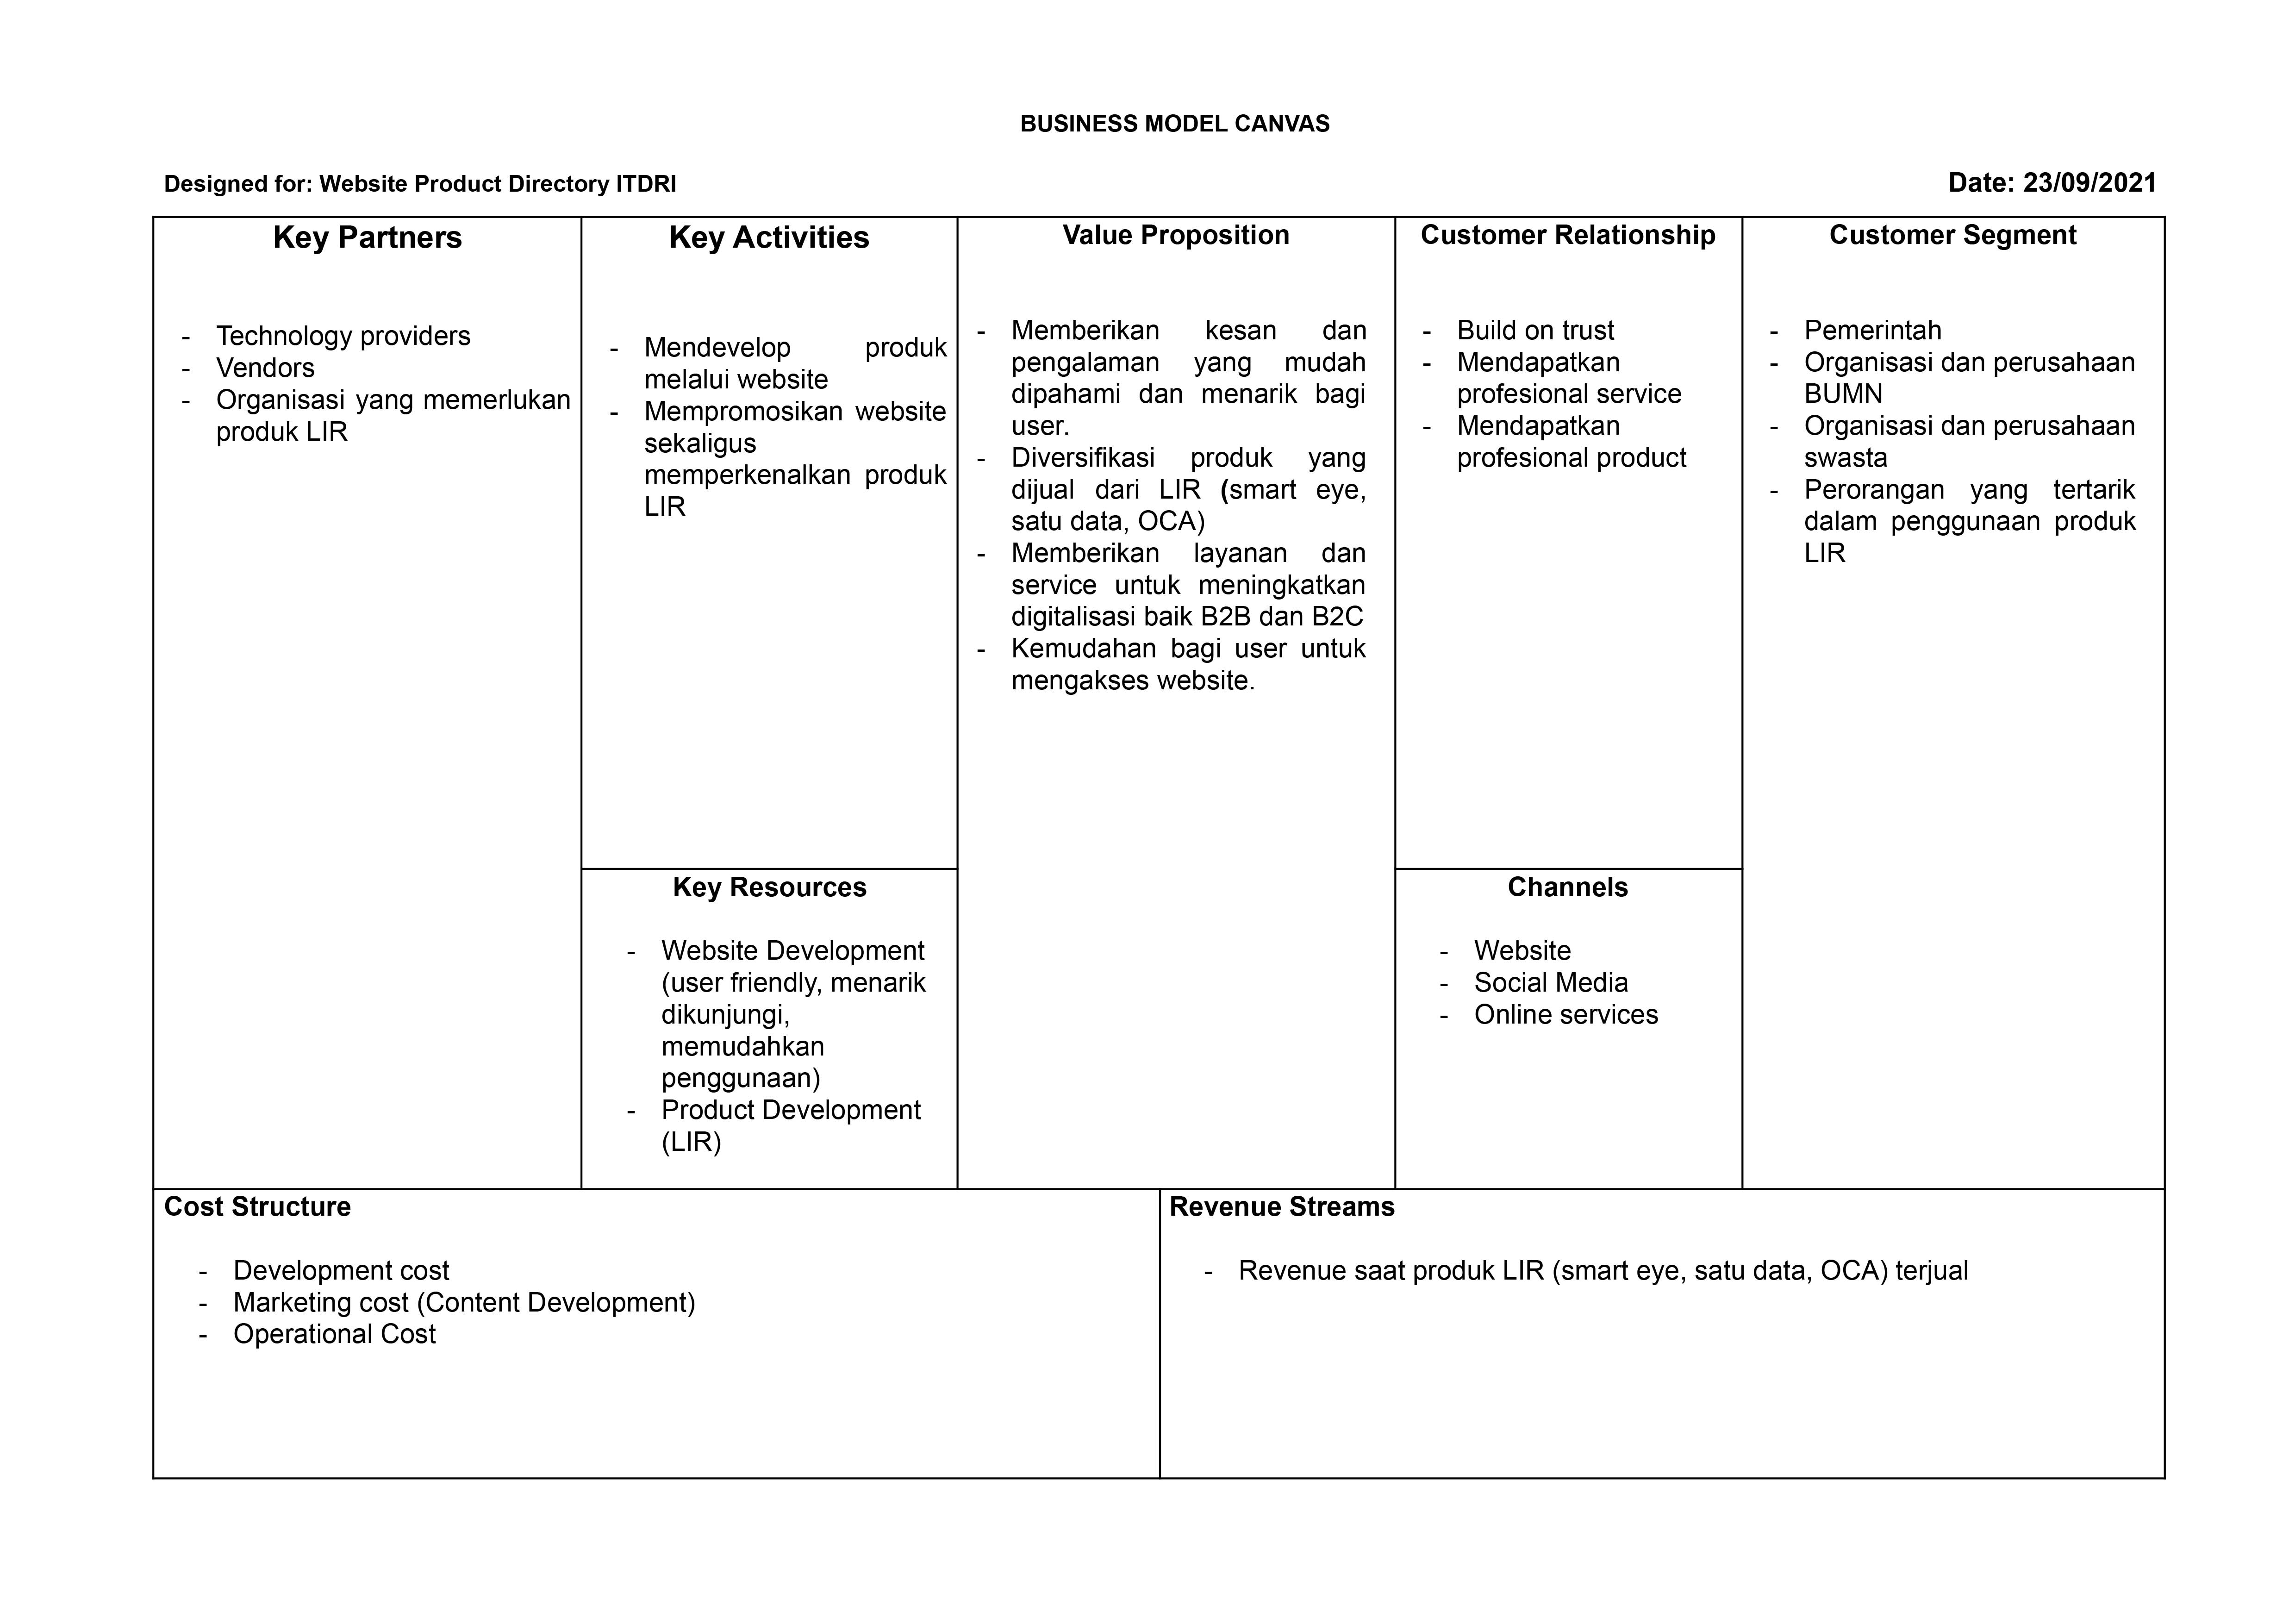 BUSINESS MODEL CANVAS
Designed for: Website Product Directory ITDRI
Date: 23/09/2021
Key Partners
- Technology providers
- Vendors
- Organisasi yang memerlukan
produk LIR
Key Activities
- Mendevelop produk
melalui website
- Mempromosikan website
sekaligus
memperkenalkan produk
LIR
Key Resources
- Website Development
(user friendly, menarik
dikunjungi,
memudahkan
penggunaan)
- Product Development
(LIR)
Value Proposition
- Memberikan kesan dan
pengalaman yang mudah
dipahami dan menarik bagi
user.
- Diversifikasi produk yang
dijual dari LIR (smart eye,
satu data, OCA)
- Memberikan layanan dan
service untuk meningkatkan
digitalisasi baik B2B dan B2C
- Kemudahan bagi user untuk
mengakses website.
Customer Relationship
- Build on trust
- Mendapatkan
profesional service
- Mendapatkan
profesional product
Channels
- Website
- Social Media
- Online services
Customer Segment
- Pemerintah
- Organisasi dan perusahaan
BUMN
- Organisasi dan perusahaan
swasta
- Perorangan yang tertarik
dalam penggunaan produk
LIR
Cost Structure
- Development cost
- Marketing cost (Content Development)
- Operational Cost
Revenue Streams
- Revenue saat produk LIR (smart eye, satu data, OCA) terjual